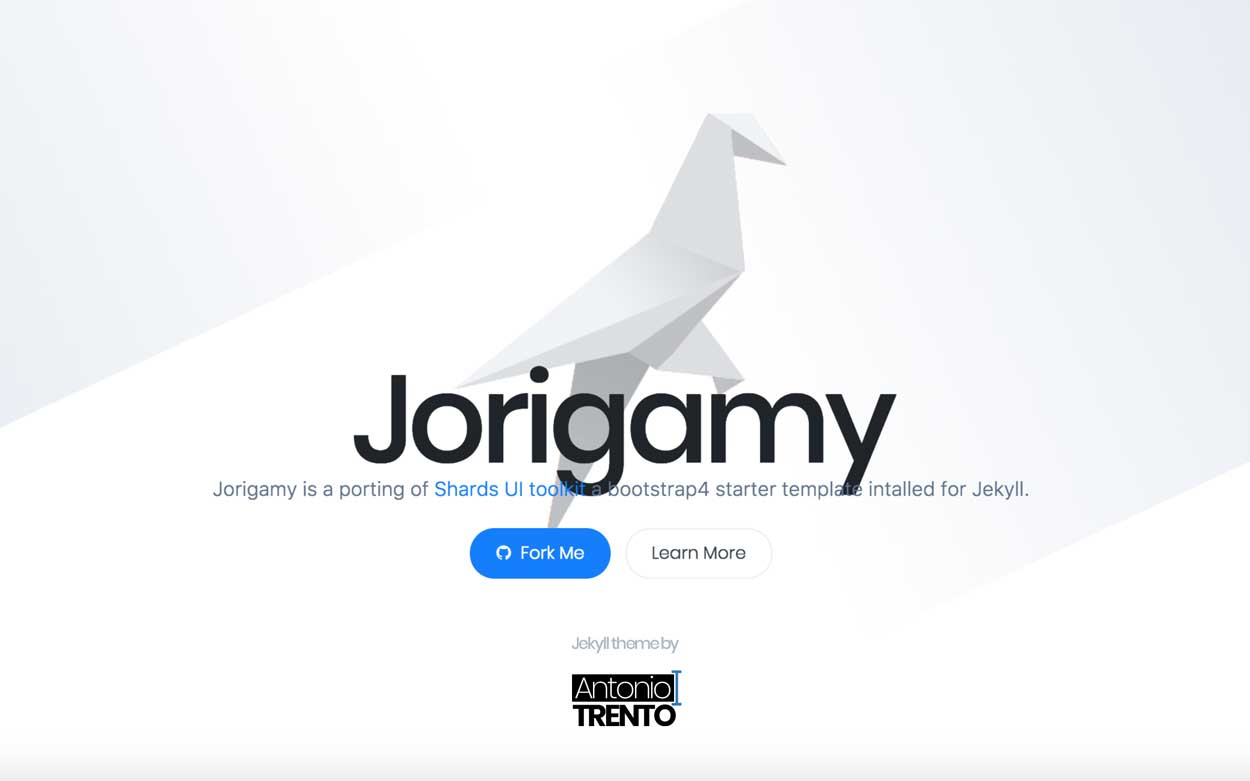 Jorigamy
Jorigamy is a porting of Shards UI toolkit a bootstrap4 starter template intalled for Jekyll.
Fork Me
Learn More
Jekyll theme by
Antonio
TRENTO